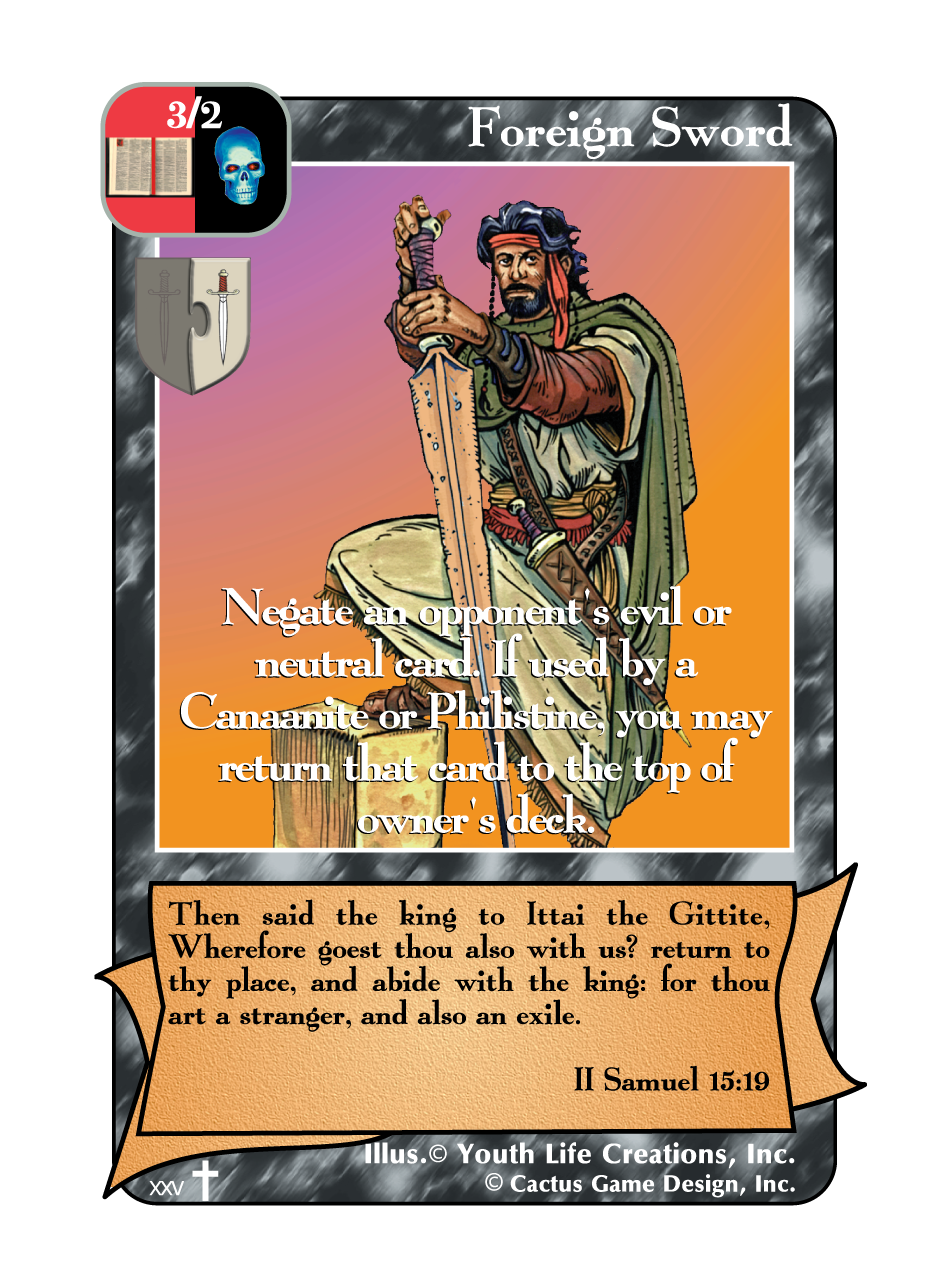 3/2
Foreign Sword
Negate an opponent's evil or
neutral card. If used by a
Canaanite or Philistine, you may
return that card to the top of
owner's deck.
Then said the king to Ittai the Gittite,
Wherefore goest thou also with us? return to
thy place, and abide with the king: for thou
art a stranger, and also an exile.
II Samuel 15:19
Illus.© Youth Life Creations, Inc.
XXV
© Cactus Game Design, Inc.